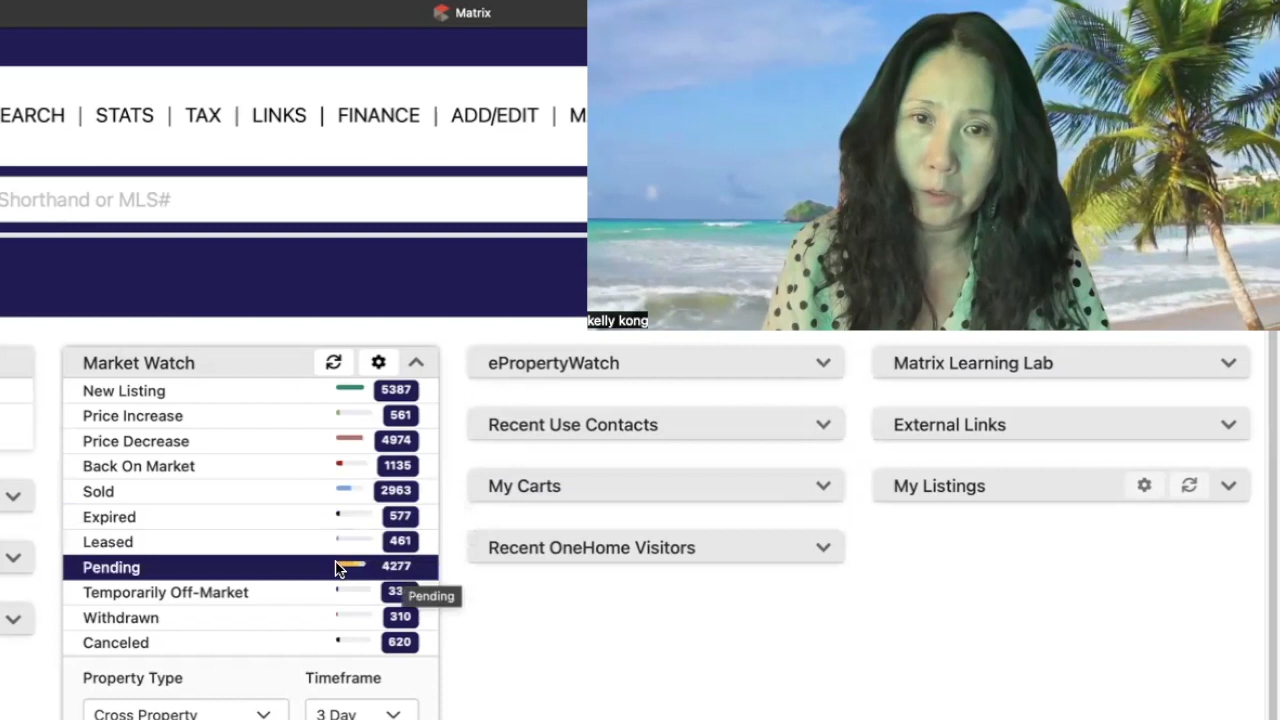 Matrix
EARCH | STATS | TAX | LINKS | FINANCE | ADD/EDIT | M
Shorthand or MLS#
kelly kong
Market Watch
New Listing 5387
Price Increase 561
Price Decrease 4974
Back On Market 1135
Sold 2963
Expired 577
Leased 461
Pending 4277
Temporarily Off-Market 33
Pending
Withdrawn 310
Canceled 620
Property Type Timeframe
Cross Property 3 Day
ePropertyWatch
Recent Use Contacts
My Carts
Recent OneHome Visitors
Matrix Learning Lab
External Links
My Listings